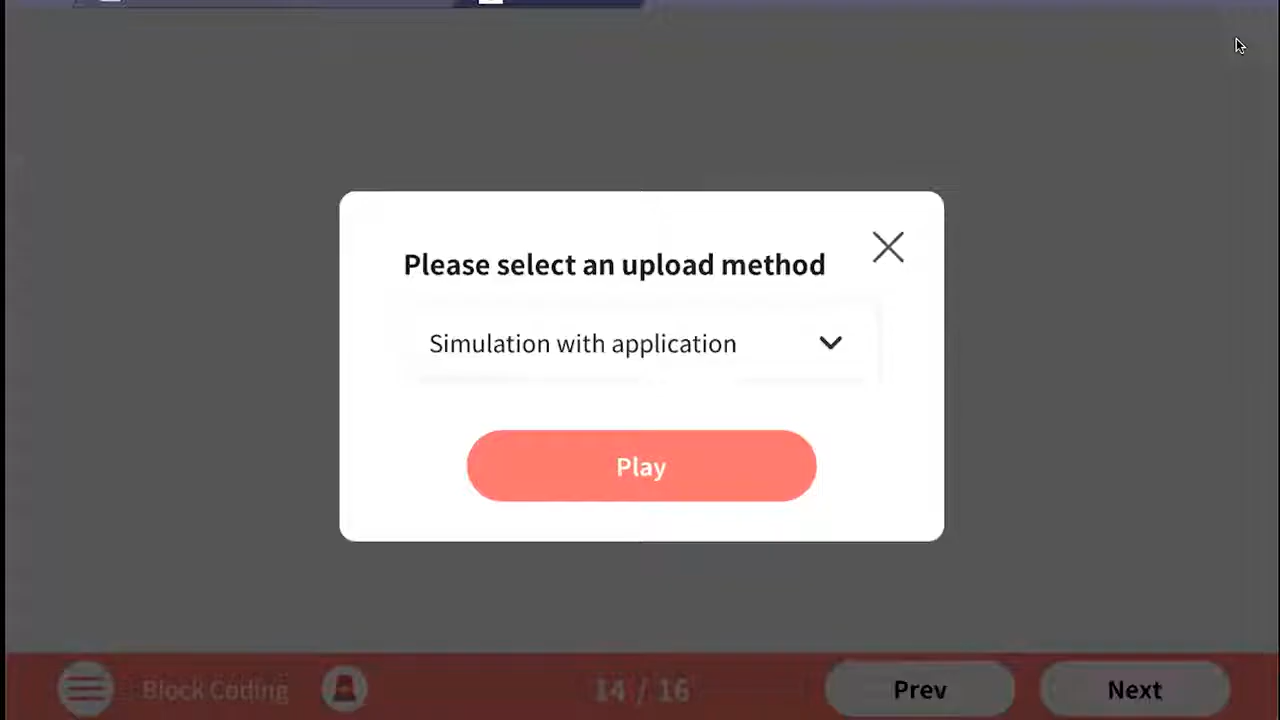 Please select an upload method
Simulation with application
Play
Block Coding
14 / 16
Prev
Next